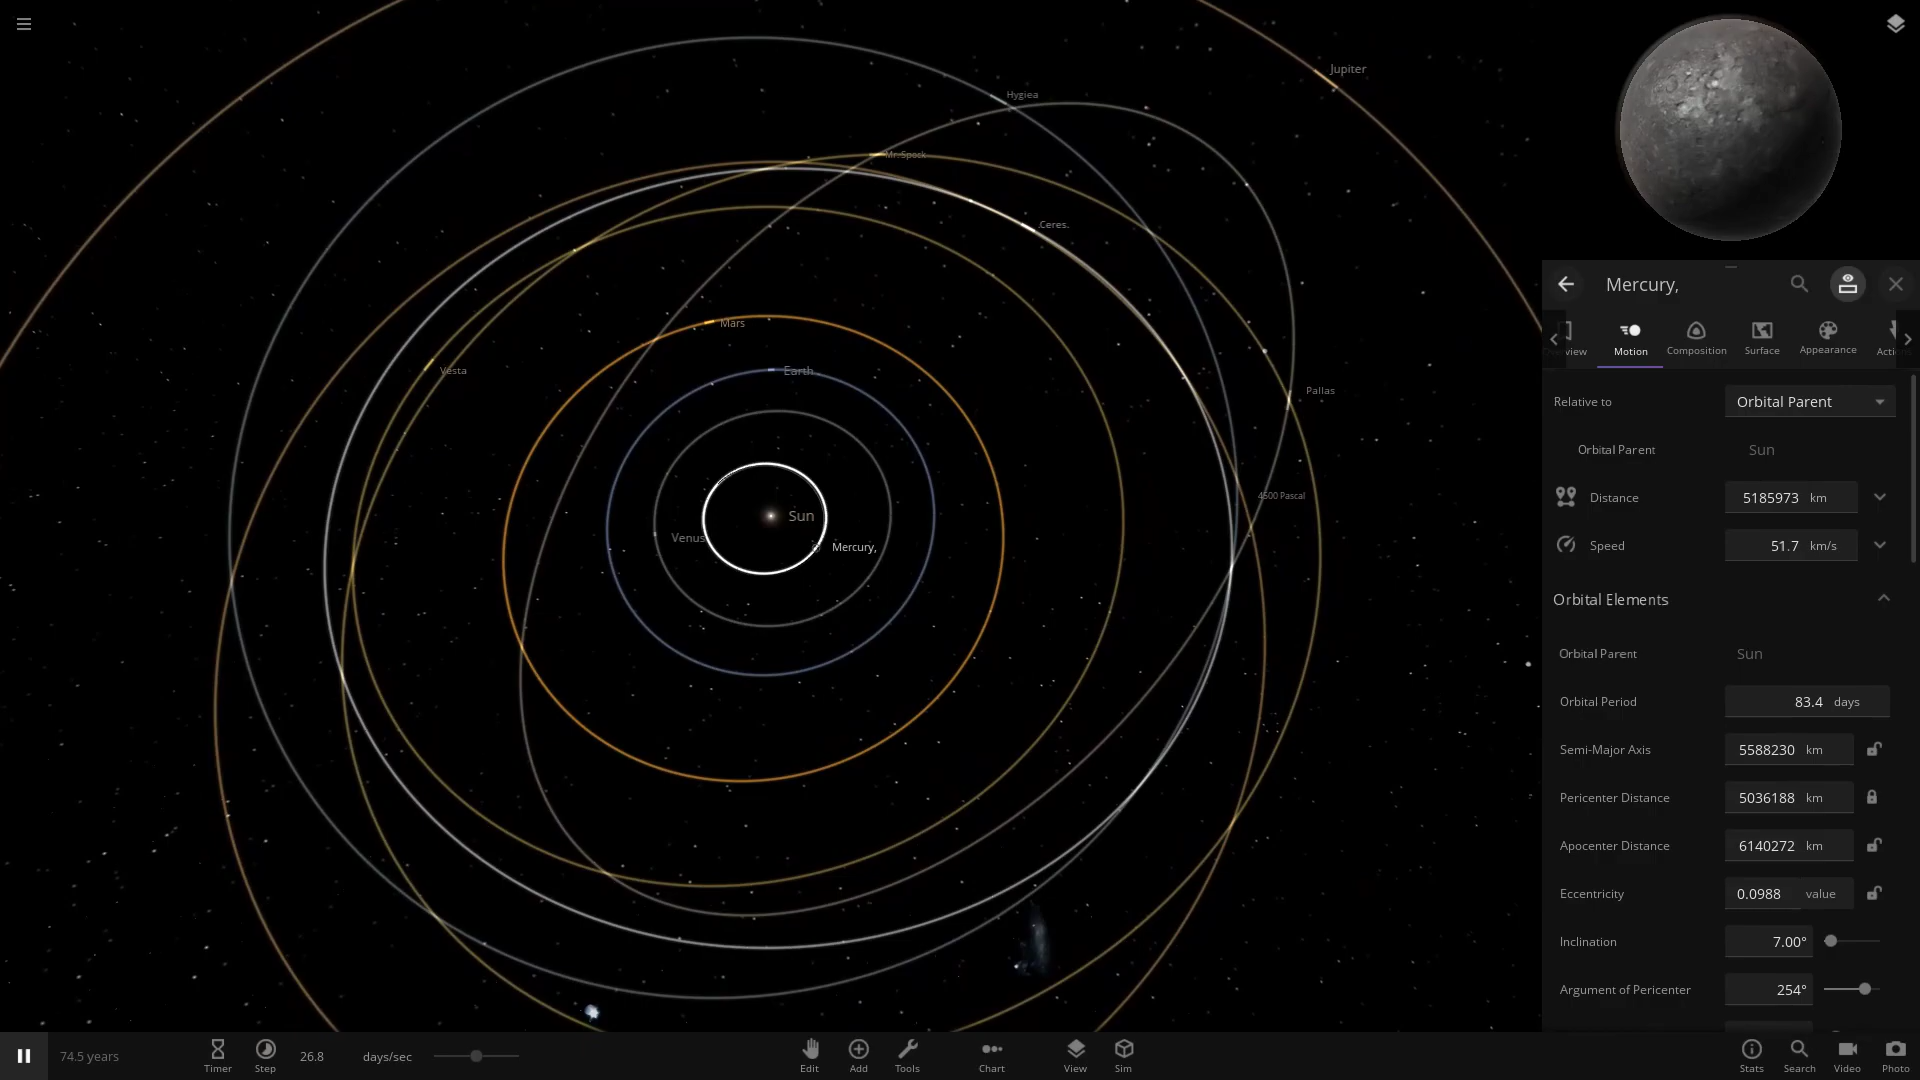 Jupiter
Hygiea
Mr. Spock
Ceres.
Mars
Vesta
Earth
Pallas
4500 Pascal
Sun
Venus
Mercury,
Mercury,
Motion
Composition
Surface
Appearance
Relative to
Orbital Parent
Orbital Parent
Sun
Distance
5185973 km
Speed
51.7 km/s
Orbital Elements
Orbital Parent
Sun
Orbital Period
83.4 days
Semi-Major Axis
5588230 km
Pericenter Distance
5036188 km
Apocenter Distance
6140272 km
Eccentricity
0.0988 value
Inclination
7.00°
Argument of Pericenter
254°
74.5 years
Timer
Step
26.8 days/sec
Edit
Add
Tools
Chart
View
Sim
Stats
Search
Video
Photo